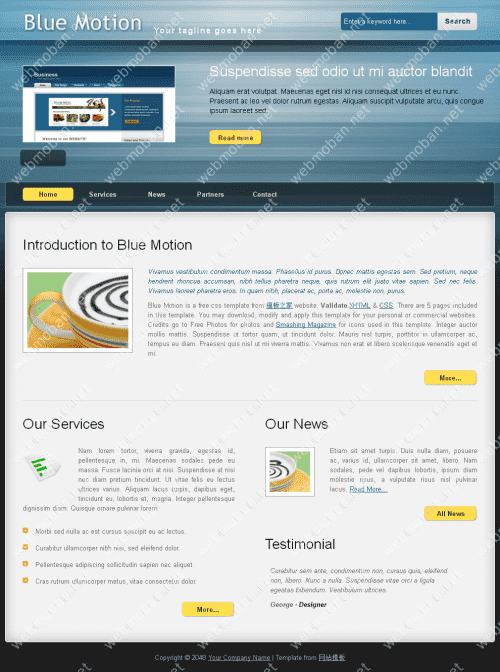 Blue Motion
Your tagline goes here
Enter a keyword here...
Search
Business
Suspendisse sed odio ut mi auctor blandit
Aliquam erat volutpat. Maecenas eget nisl id nisi consequat ultrices et eu nunc.
Praesent ac leo vel dolor rutrum egestas. Aliquam suscipit vulputate arcu, quis congue
ipsum laoreet sed.
Read more
Home
Services
News
Partners
Contact
Introduction to Blue Motion
Vivamus vestibulum condimentum massa. Phasellus id purus. Donec mattis egestas sem. Sed pretium, neque
hendrerit rhoncus accumsan, nibh tellus pharetra neque, quis rutrum elit justo vitae sapien. Sed nec felis.
Vivamus laoreet pharetra eros. In quam nibh, placerat ac, porta ac, molestie non, purus.
Blue Motion is a free css template from 模板之家 website. Validate XHTML & CSS. There are 5 pages included
in this template. You may download, modify and apply this template for your personal or commercial websites.
Credits go to Free Photos for photos and Smashing Magazine for icons used in this template. Integer auctor
mollis mattis. Suspendisse ut tortor quam, ut tincidunt dolor. Mauris nisl turpis, porttitor in ullamcorper ac,
tempus eu diam. Praesent quis nisl ut mi viverra mattis. Vivamus non erat et libero scelerisque venenatis eget et
mi.
More...
Our Services
Nam lorem tortor, viverra gravida, egestas id,
pellentesque in, mi. Maecenas sodales pede eu
massa. Fusce lacinia orci at nisi. Suspendisse at nisi
nec diam pretium tincidunt. Ut vitae felis eu lectus
ultrices varius. Aliquam lacus turpis, dapibus eget,
tincidunt eu, lobortis at, magna. Integer pellentesque
dignissim diam. Quisque ornare pulvinar lorem.
Morbi sed nulla ac est cursus suscipit eu ac lectus.
Curabitur ullamcorper nibh nisi, sed eleifend dolor.
Pellentesque adipiscing sollicitudin sapien nec aliquet.
Cras rutrum ullamcorper metus, vitae consectetur dolor.
More...
Our News
Etiam sit amet turpis. Duis nulla diam, posuere
ac, varius id, ullamcorper sit amet, libero. Nam
sodales, pede vel dapibus lobortis, ipsum diam
molestie risus, a vulputate risus nisl pulvinar
lacus. Read More...
All News
Testimonial
Curabitur sem ante, condimentum non, cursus quis, eleifend
non, libero. Nunc a nulla. Suspendisse vitae orci a ligula
egestas bibendum. Vestibulum ultrices.
George - Designer
Copyright © 2048 Your Company Name | Template from 网站模板